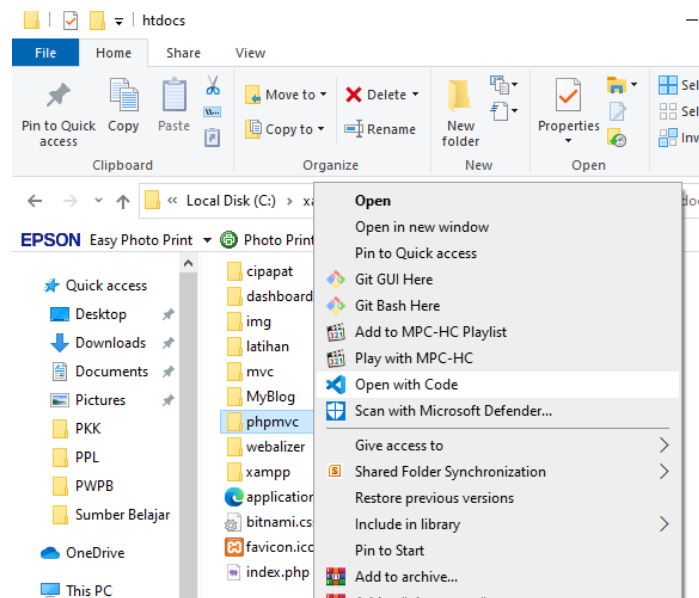 htdocs
File Home Share View
Pin to Quick access
Copy
Paste
Clipboard
Move to
Copy to
Delete
Rename
Organize
New folder
New
Properties
Open
Sel
Sel
Inv
« Local Disk (C:) › xa
EPSON Easy Photo Print Photo Print
Quick access
Desktop
Downloads
Documents
Pictures
PKK
PPL
PWPB
Sumber Belajar
OneDrive
This PC
cipapat
dashboard
img
latihan
mvc
MyBlog
phpmvc
webalizer
xampp
application
bitnami.cs
favicon.ico
index.php
Open
Open in new window
Pin to Quick access
Git GUI Here
Git Bash Here
Add to MPC-HC Playlist
Play with MPC-HC
Open with Code
Scan with Microsoft Defender...
Give access to
Shared Folder Synchronization
Restore previous versions
Include in library
Pin to Start
Add to archive...